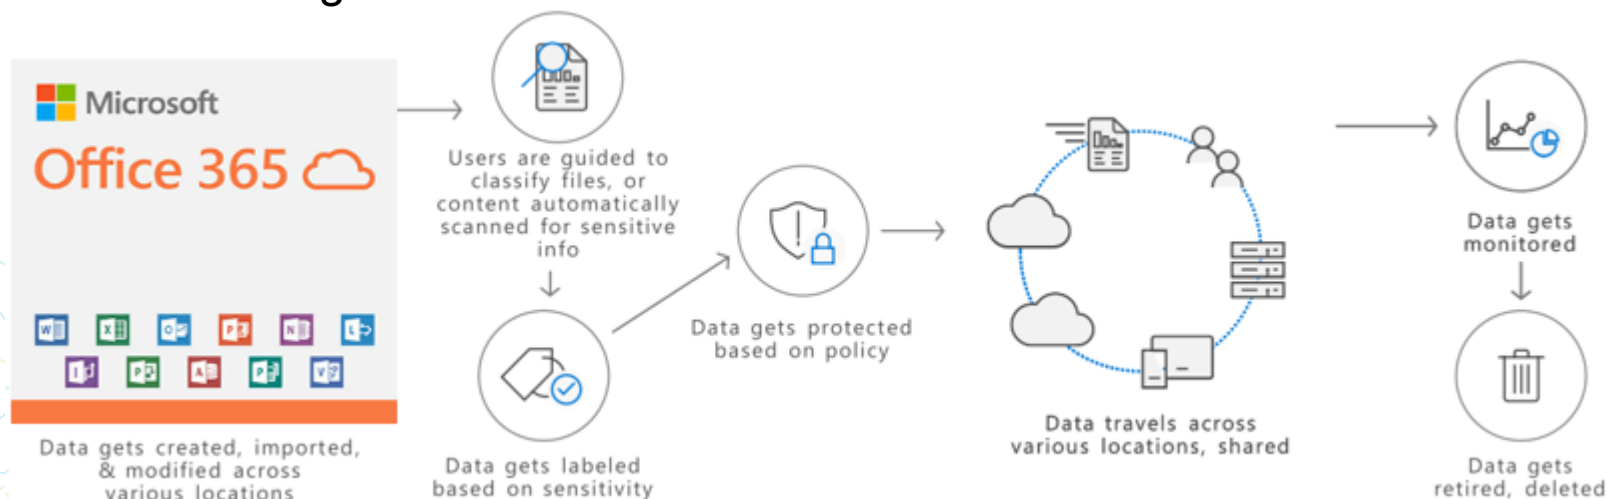 Microsoft
Office 365
Data gets created, imported,
& modified across
various locations
Users are guided to
classify files, or
content automatically
scanned for sensitive
info
Data gets labeled
based on sensitivity
Data gets protected
based on policy
Data travels across
various locations, shared
Data gets
monitored
Data gets
retired, deleted